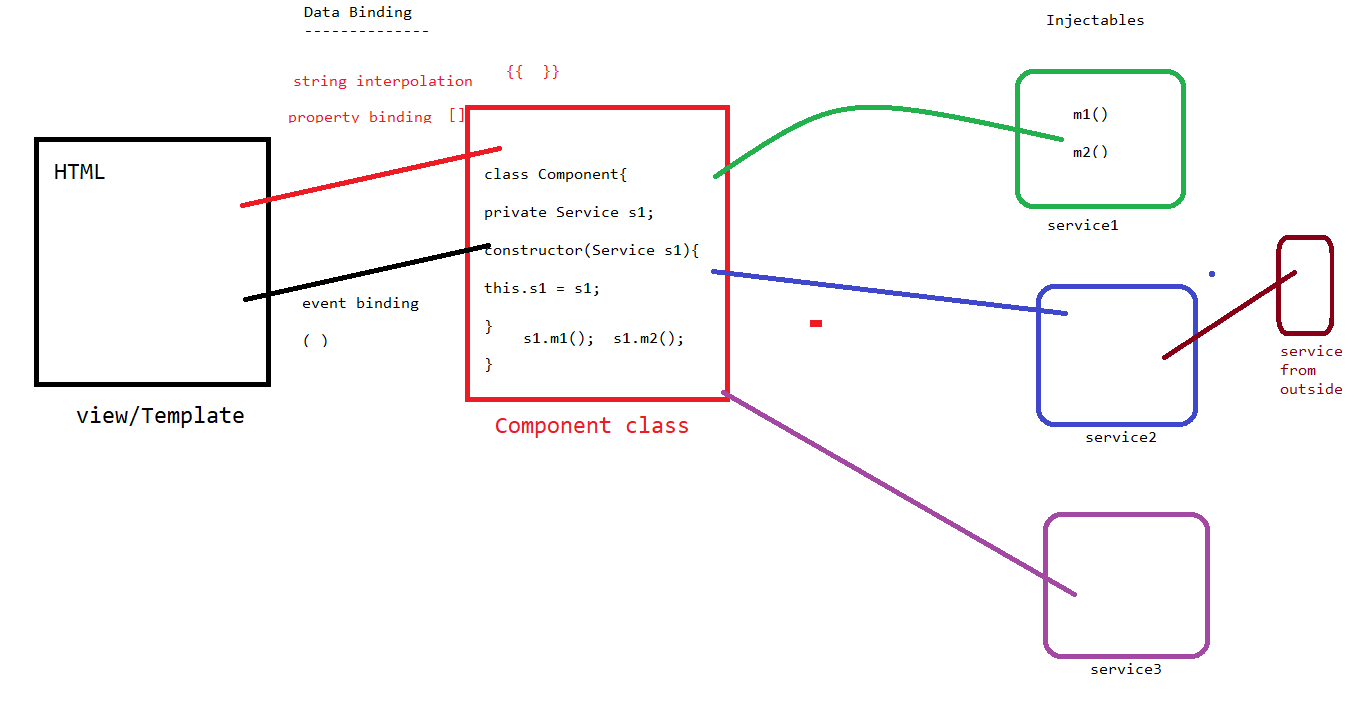 Data Binding
--------------
Injectables
string interpolation {{  }}
property binding []
HTML
view/Template
event binding
( )
class Component{
private Service s1;
constructor(Service s1){
this.s1 = s1;
}
s1.m1();  s1.m2();
}
Component class
m1()
m2()
service1
service2
service
from
outside
service3